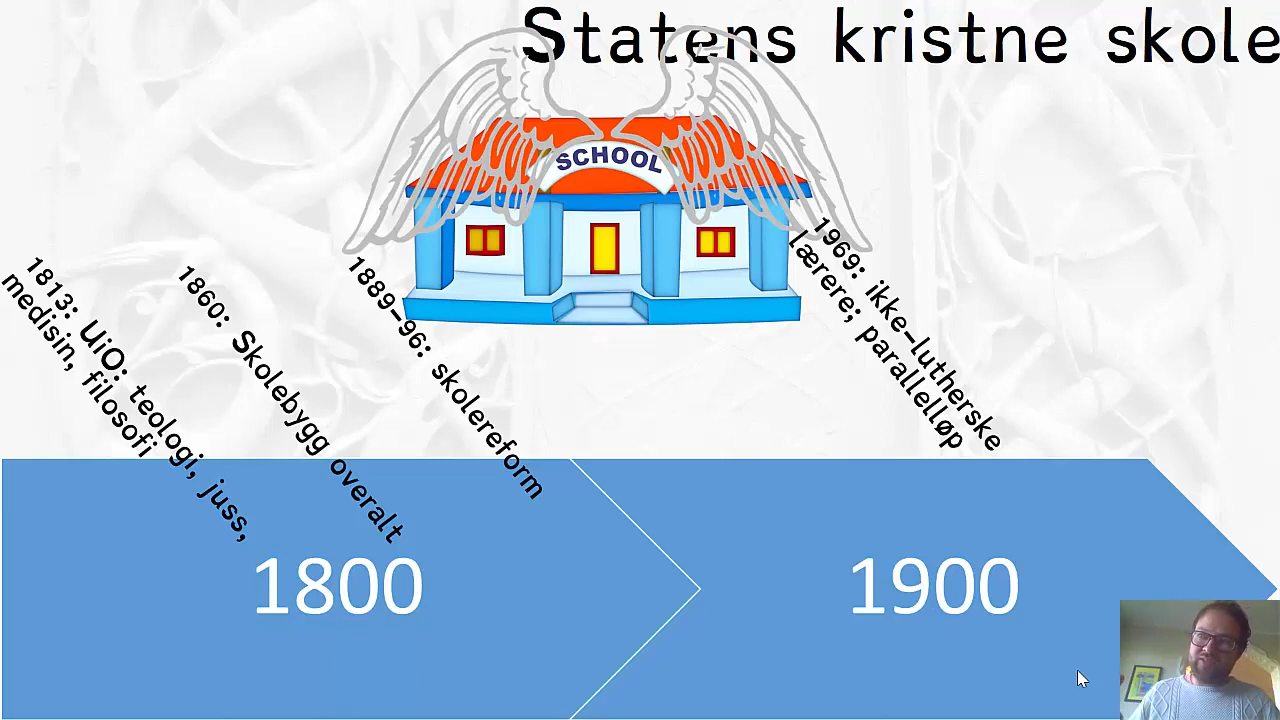 Statens kristne skole
SCHOOL
1813: UiO: teologi, juss,
medisin, filosofi
1860: Skolebygg overalt
1889-96: skolereform
1969: ikke-lutherske
lærere; parallelløp
1800
1900